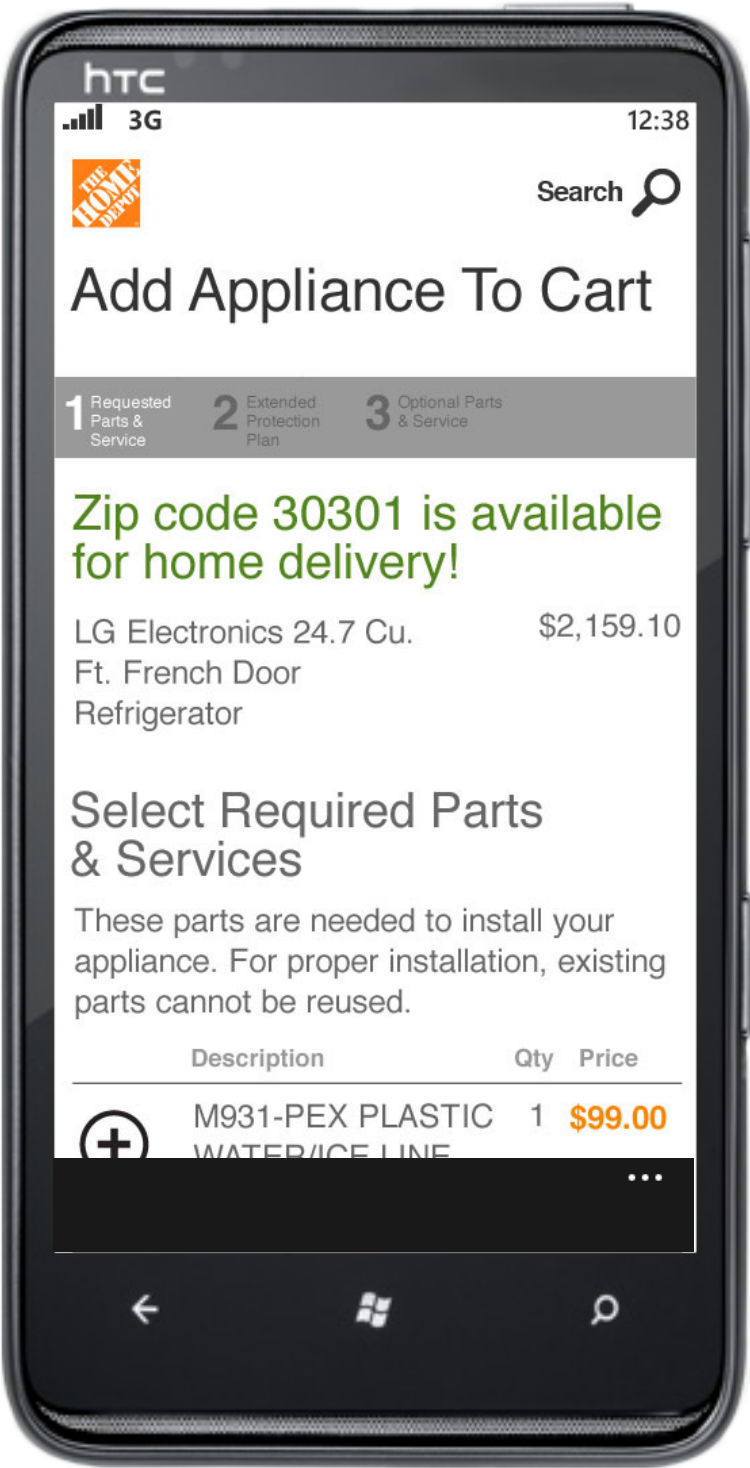 hTC
3G 12:38
THE
HOME
DEPOT
Search
Add Appliance To Cart
1 Requested
Parts &
Service
2 Extended
Protection
Plan
3 Optional Parts
& Service
Zip code 30301 is available
for home delivery!
LG Electronics 24.7 Cu. $2,159.10
Ft. French Door
Refrigerator
Select Required Parts
& Services
These parts are needed to install your
appliance. For proper installation, existing
parts cannot be reused.
Description Qty Price
M931-PEX PLASTIC 1 $99.00
WATER/ICE LINE